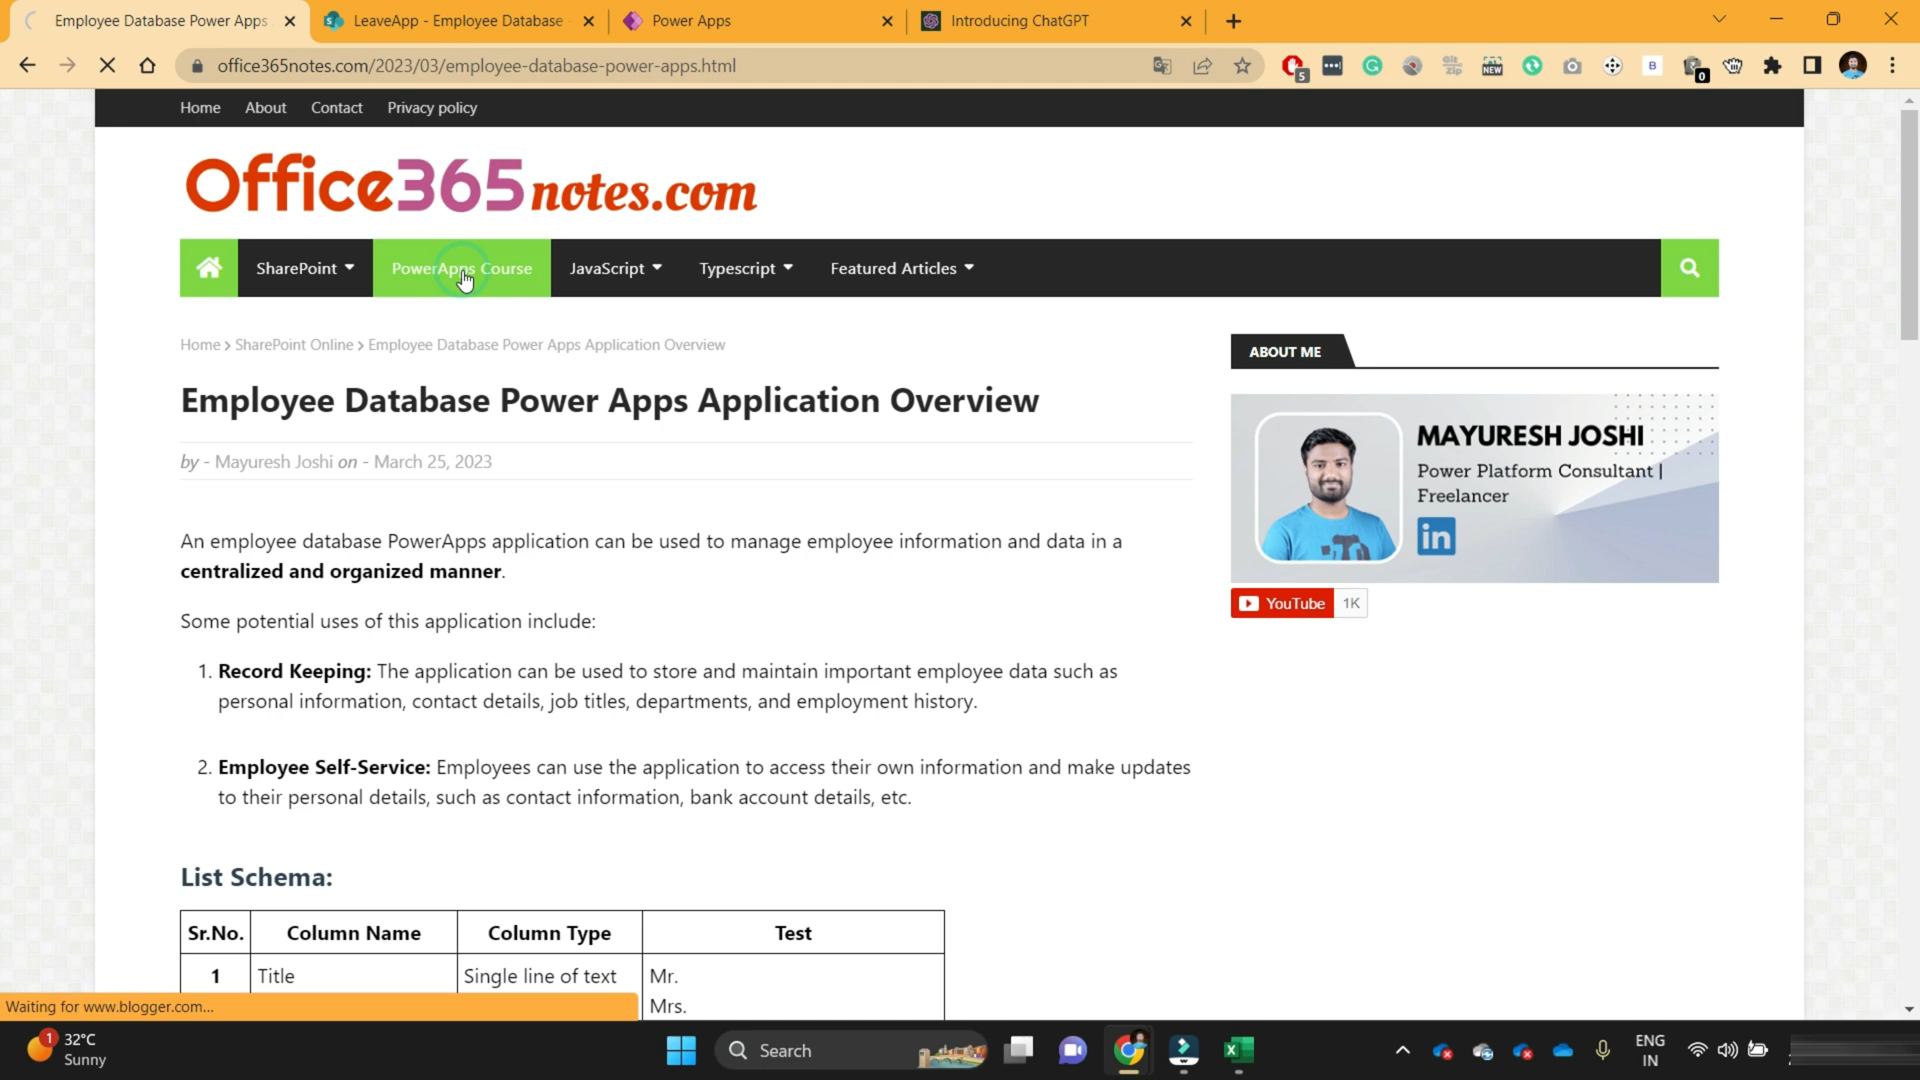 Employee Database Power Apps
LeaveApp - Employee Database
Power Apps
Introducing ChatGPT
office365notes.com/2023/03/employee-database-power-apps.html
5
NEW
B
0
Home About Contact Privacy policy
Office365notes.com
SharePoint PowerApps Course JavaScript Typescript Featured Articles
Home > SharePoint Online > Employee Database Power Apps Application Overview
Employee Database Power Apps Application Overview
by - Mayuresh Joshi on - March 25, 2023
An employee database PowerApps application can be used to manage employee information and data in a
centralized and organized manner.
Some potential uses of this application include:
1. Record Keeping: The application can be used to store and maintain important employee data such as
personal information, contact details, job titles, departments, and employment history.
2. Employee Self-Service: Employees can use the application to access their own information and make updates
to their personal details, such as contact information, bank account details, etc.
List Schema:
Sr.No. Column Name Column Type Test
1 Title Single line of text Mr.
Mrs.
ABOUT ME
MAYURESH JOSHI
Power Platform Consultant |
Freelancer
in
YouTube 1K
Waiting for www.blogger.com...
1
32°C
Sunny
Search
ENG
IN